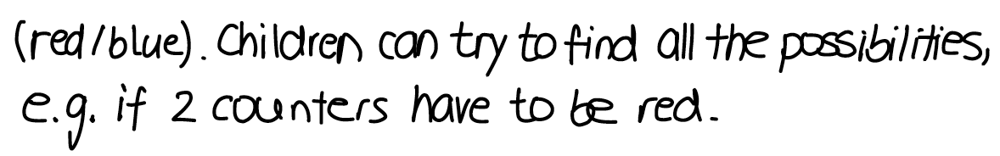 (red/blue). Children can try to find all the possibilities,
e.g. if 2 counters have to be red.